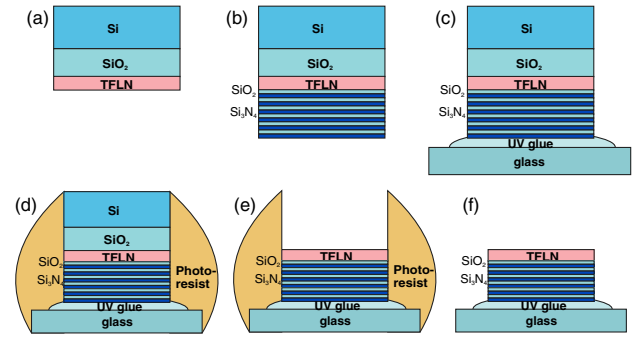 (a)
Si
SiO₂
TFLN
(b)
Si
SiO₂
TFLN
SiO₂
Si₃N₄
(c)
Si
SiO₂
TFLN
SiO₂
Si₃N₄
UV glue
glass
(d)
Si
SiO₂
TFLN
SiO₂
Si₃N₄
Photo-
resist
UV glue
glass
(e)
TFLN
SiO₂
Si₃N₄
Photo-
resist
UV glue
glass
(f)
TFLN
SiO₂
Si₃N₄
UV glue
glass